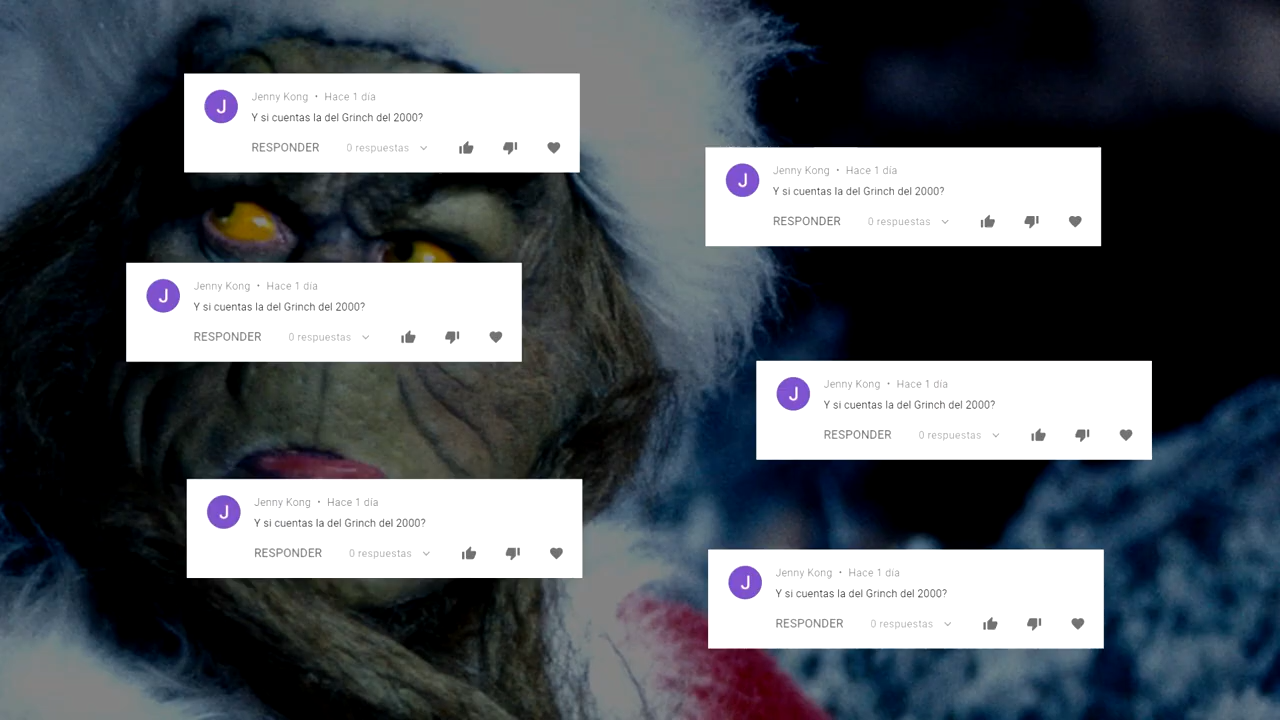 J
Jenny Kong • Hace 1 día
Y si cuentas la del Grinch del 2000?
RESPONDER 0 respuestas
J
Jenny Kong • Hace 1 día
Y si cuentas la del Grinch del 2000?
RESPONDER 0 respuestas
J
Jenny Kong • Hace 1 día
Y si cuentas la del Grinch del 2000?
RESPONDER 0 respuestas
J
Jenny Kong • Hace 1 día
Y si cuentas la del Grinch del 2000?
RESPONDER 0 respuestas
J
Jenny Kong • Hace 1 día
Y si cuentas la del Grinch del 2000?
RESPONDER 0 respuestas
J
Jenny Kong • Hace 1 día
Y si cuentas la del Grinch del 2000?
RESPONDER 0 respuestas